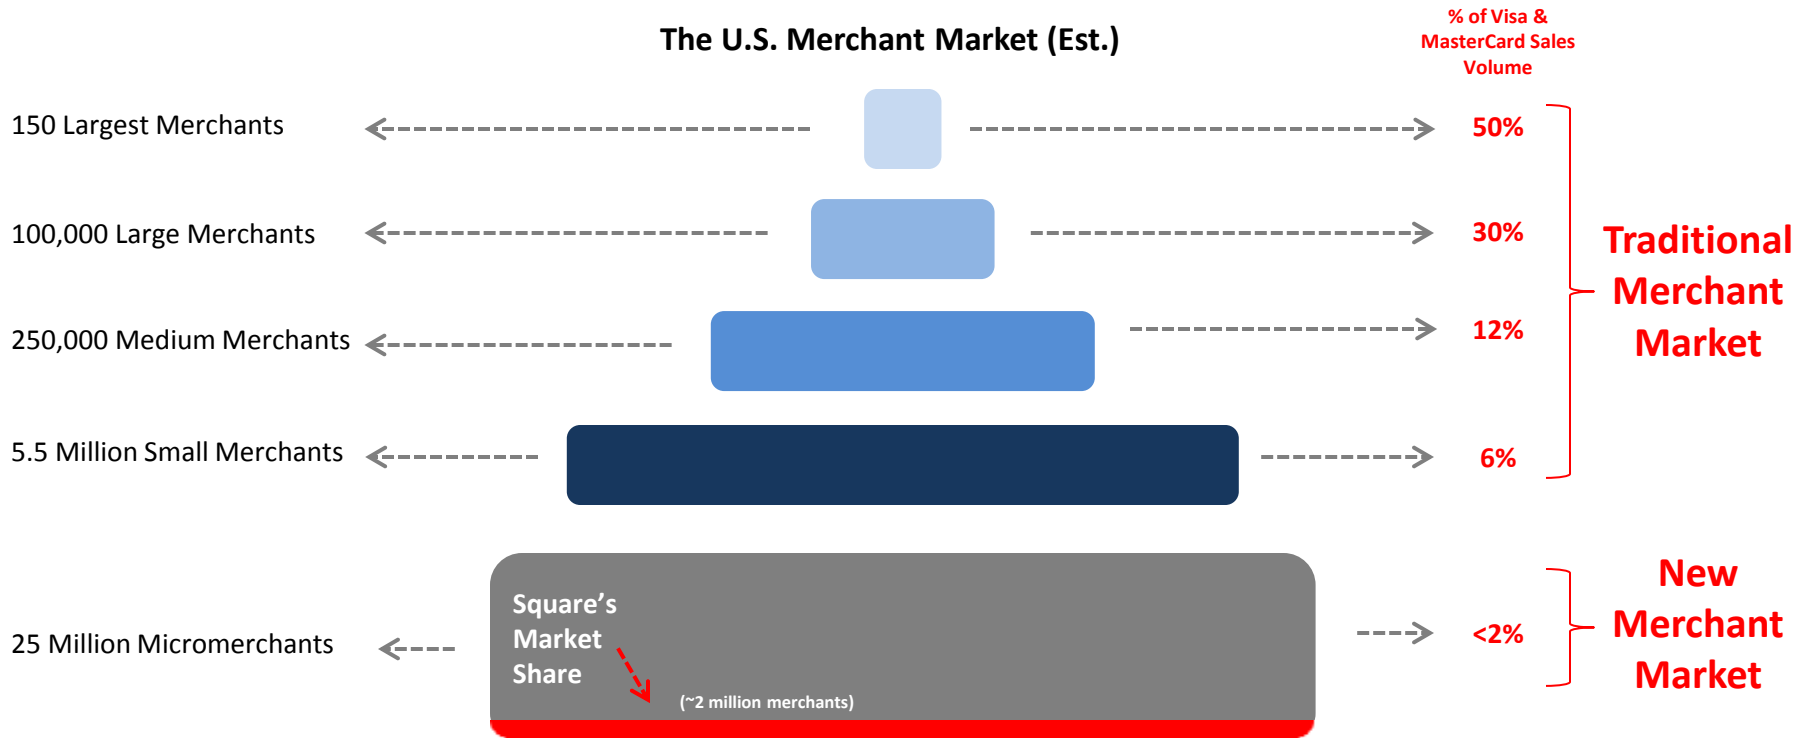 The U.S. Merchant Market (Est.)
% of Visa &
MasterCard Sales
Volume
150 Largest Merchants
50%
100,000 Large Merchants
30%
250,000 Medium Merchants
12%
5.5 Million Small Merchants
6%
Traditional
Merchant
Market
25 Million Micromerchants
Square's
Market
Share
(~2 million merchants)
<2%
New
Merchant
Market